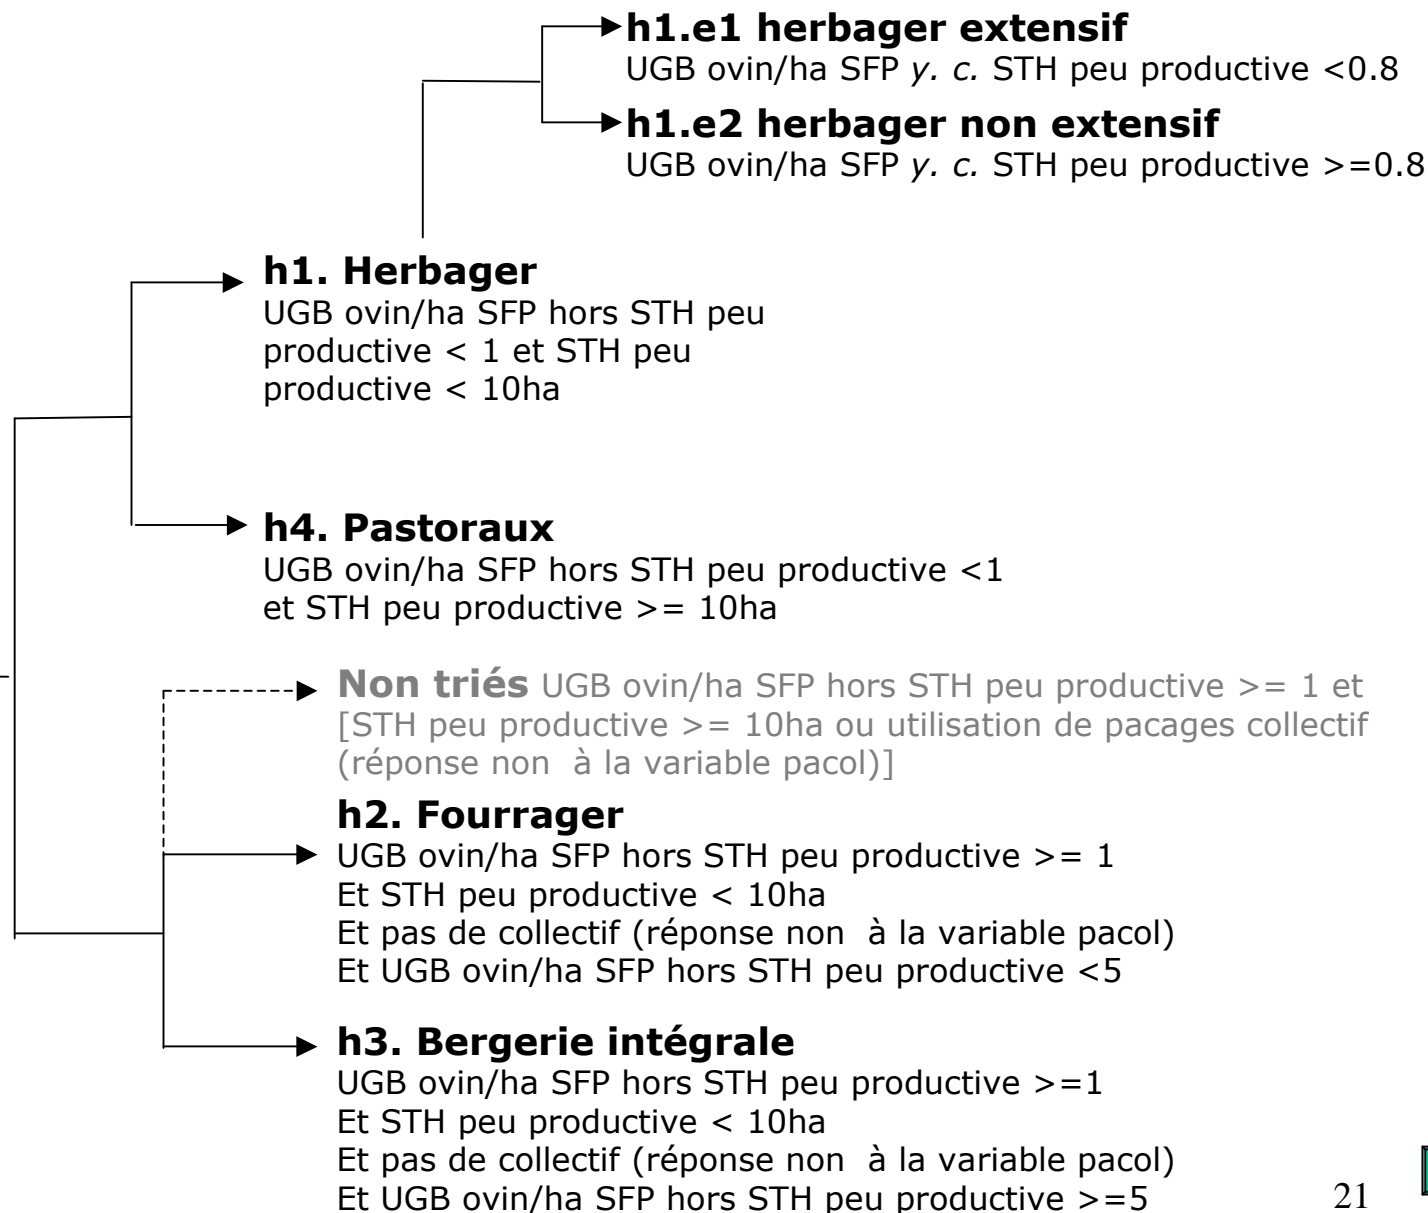 h1.e1 herbager extensif
UGB ovin/ha SFP y. c. STH peu productive <0.8
h1.e2 herbager non extensif
UGB ovin/ha SFP y. c. STH peu productive >=0.8
h1. Herbager
UGB ovin/ha SFP hors STH peu
productive < 1 et STH peu
productive < 10ha
h4. Pastoraux
UGB ovin/ha SFP hors STH peu productive <1
et STH peu productive >= 10ha
Non triés UGB ovin/ha SFP hors STH peu productive >= 1 et
[STH peu productive >= 10ha ou utilisation de pacages collectif
(réponse non  à la variable pacol)]
h2. Fourrager
UGB ovin/ha SFP hors STH peu productive >= 1
Et STH peu productive < 10ha
Et pas de collectif (réponse non  à la variable pacol)
Et UGB ovin/ha SFP hors STH peu productive <5
h3. Bergerie intégrale
UGB ovin/ha SFP hors STH peu productive >=1
Et STH peu productive < 10ha
Et pas de collectif (réponse non  à la variable pacol)
Et UGB ovin/ha SFP hors STH peu productive >=5
21